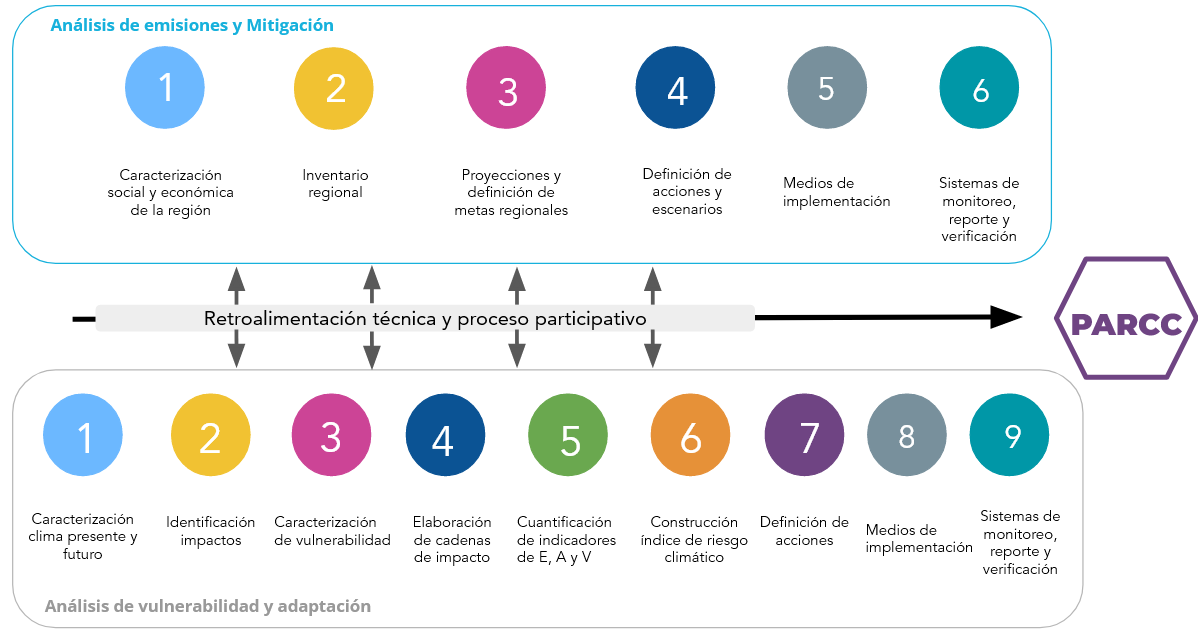 Análisis de emisiones y Mitigación
1
2
3
4
5
6
Caracterización
social y económica
de la región
Inventario
regional
Proyecciones y
definición de
metas regionales
Definición de
acciones y
escenarios
Medios de
implementación
Sistemas de
monitoreo,
reporte y
verificación
Retroalimentación técnica y proceso participativo
PARCC
1
2
3
4
5
6
7
8
9
Caracterización
clima presente y
futuro
Identificación
impactos
Caracterización
de vulnerabilidad
Elaboración
de cadenas
de impacto
Cuantificación
de indicadores
de E, A y V
Construcción
índice de riesgo
climático
Definición de
acciones
Medios de
implementación
Sistemas de
monitoreo,
reporte y
verificación
Análisis de vulnerabilidad y adaptación